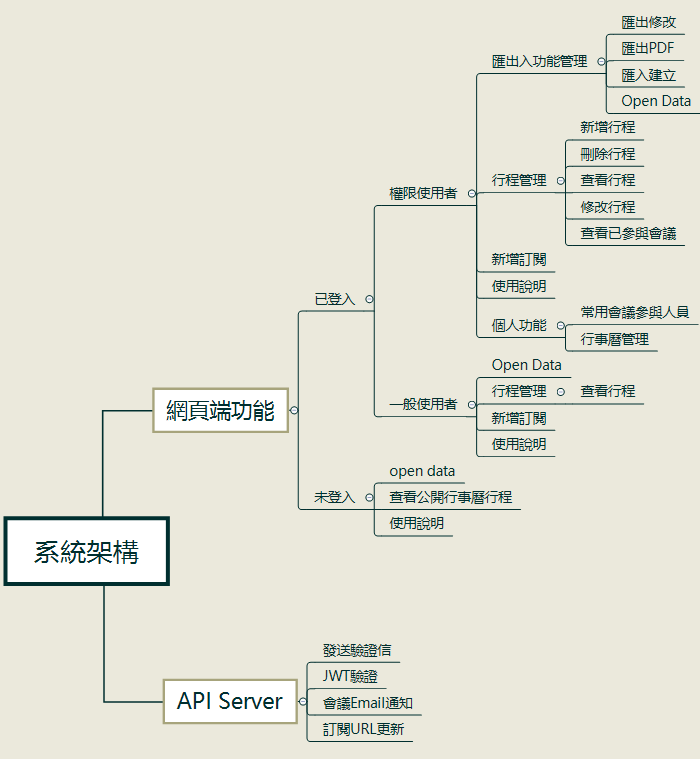 匯出修改
匯出PDF
匯出入功能管理
匯入建立
Open Data
新增行程
刪除行程
行程管理
查看行程
權限使用者
修改行程
查看已參與會議
新增訂閱
使用說明
已登入
常用會議參與人員
個人功能
行事曆管理
Open Data
行程管理
查看行程
一般使用者
網頁端功能
新增訂閱
使用說明
open data
未登入
查看公開行事曆行程
使用說明
系統架構
發送驗證信
JWT驗證
API Server
會議Email通知
訂閱URL更新